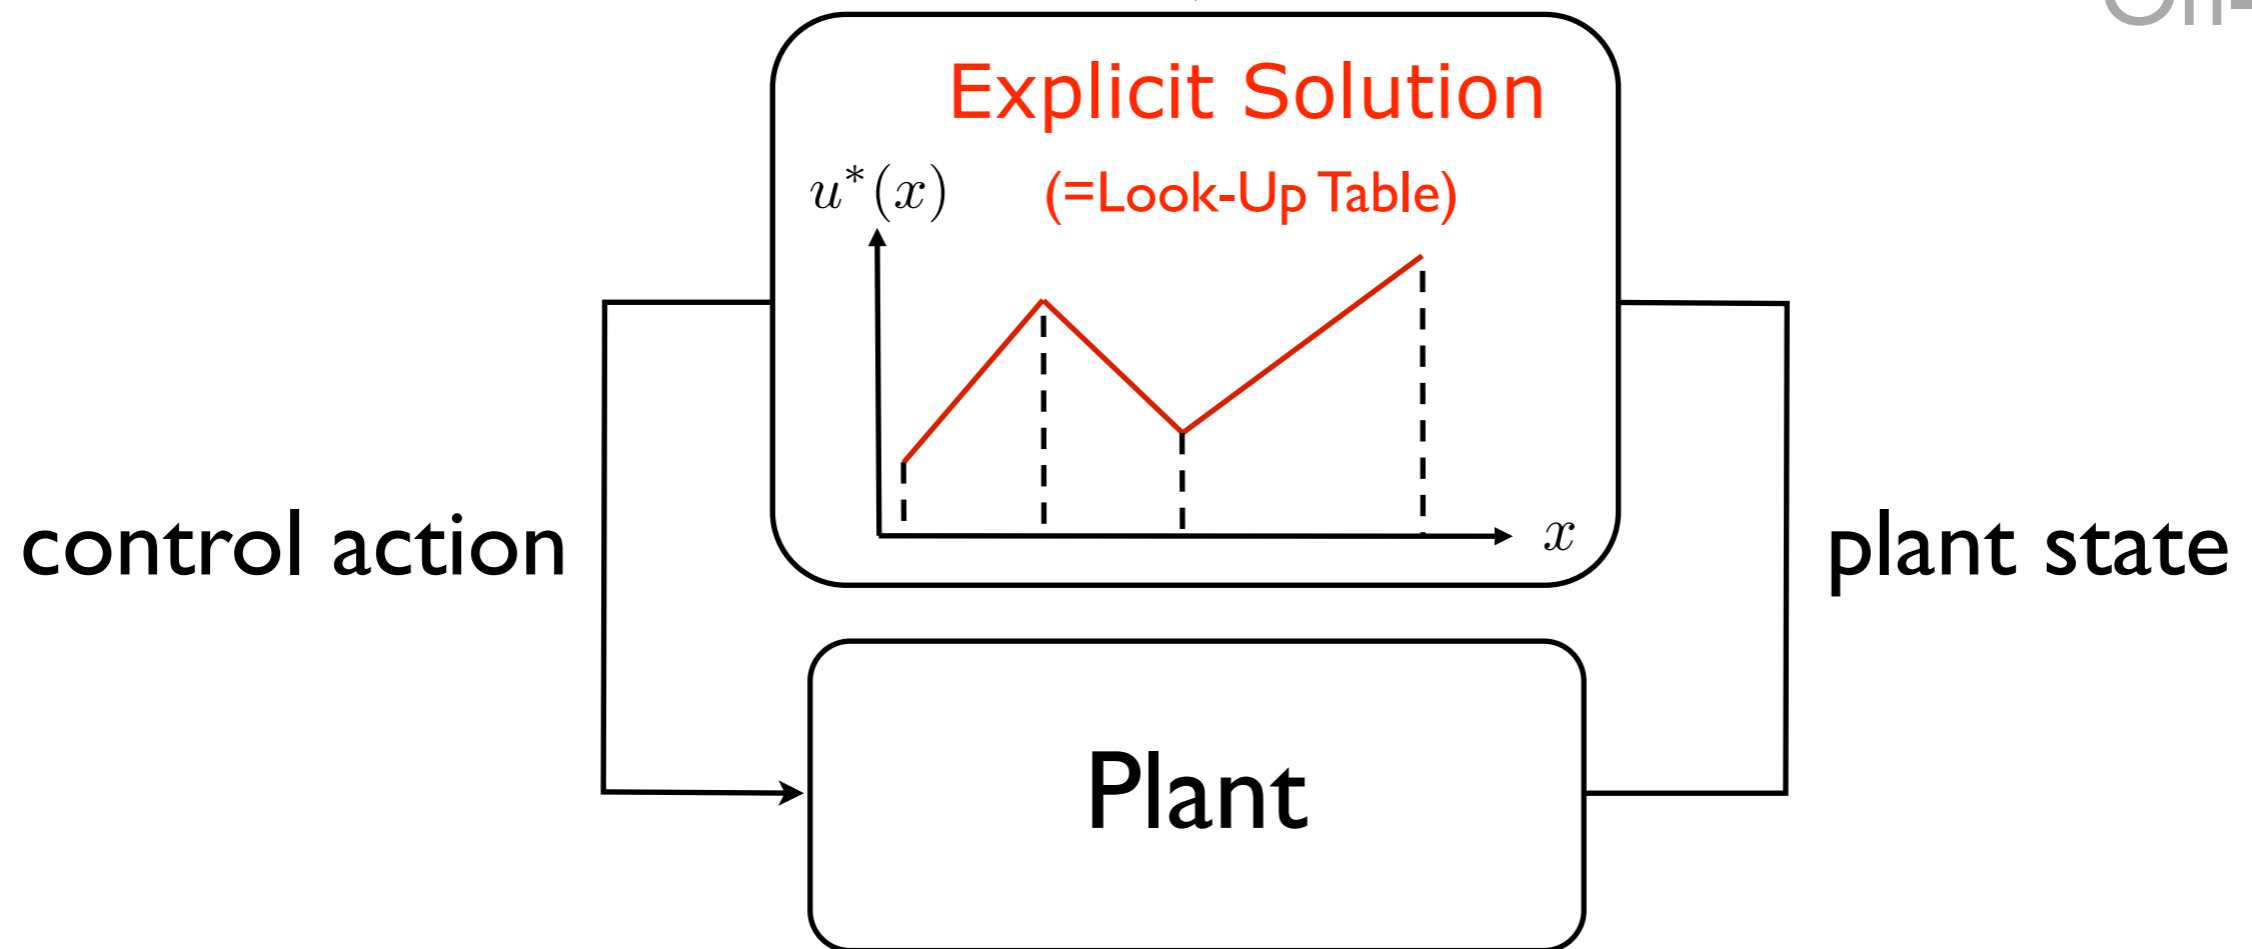 Explicit Solution
u*(x) (=Look-Up Table)
x
control action
plant state
Plant